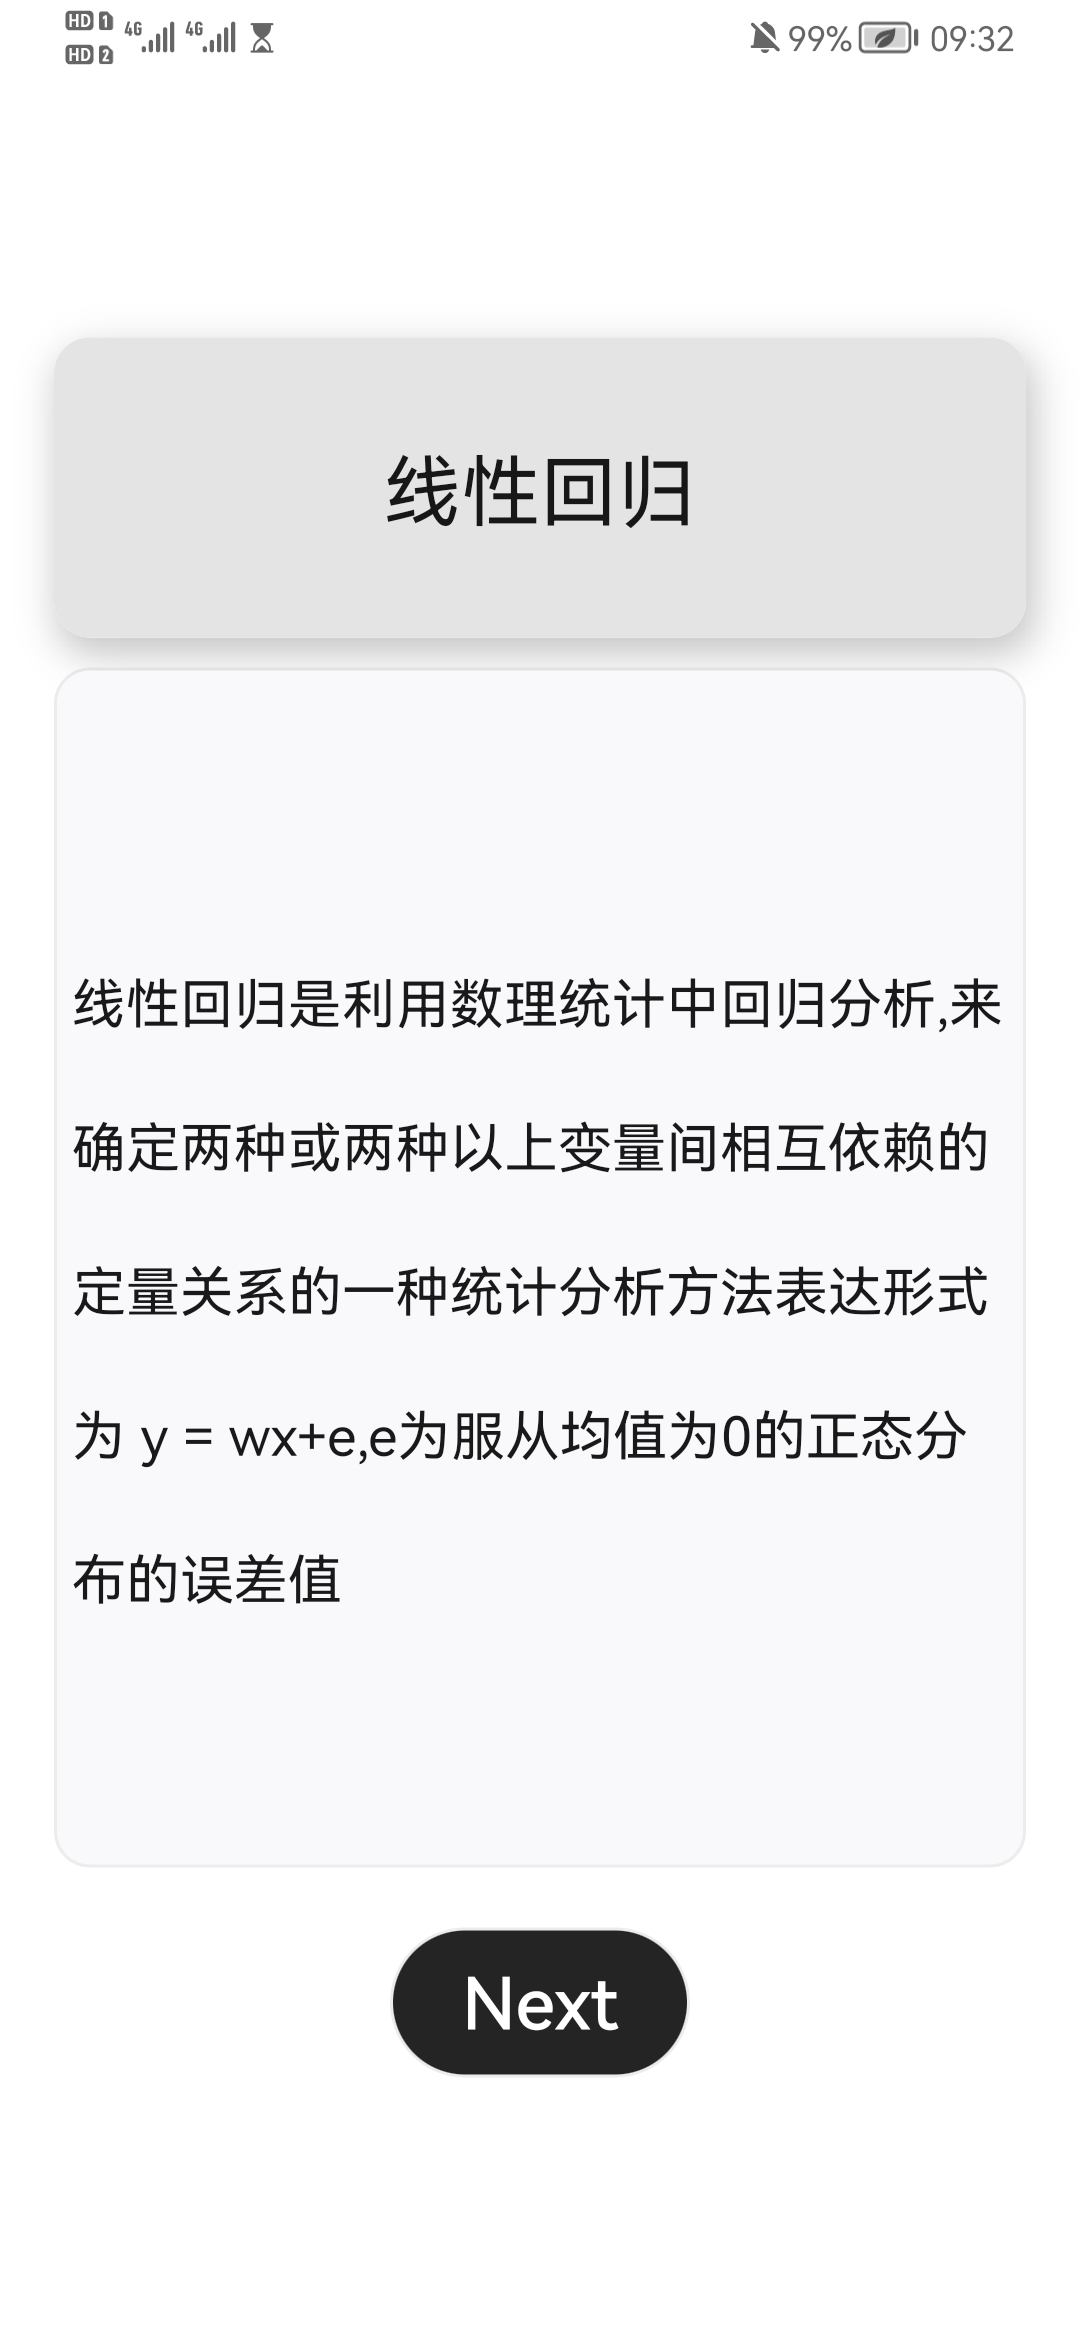 HD 1 4G 4G 99% 09:32
HD 2
线性回归
线性回归是利用数理统计中回归分析,来
确定两种或两种以上变量间相互依赖的
定量关系的一种统计分析方法表达形式
为 y = wx+e,e为服从均值为0的正态分
布的误差值
Next